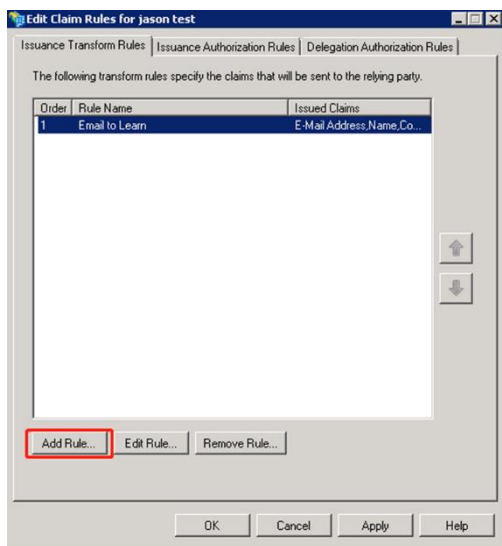 Edit Claim Rules for jason test
Issuance Transform Rules Issuance Authorization Rules Delegation Authorization Rules
The following transform rules specify the claims that will be sent to the relying party.
Order Rule Name Issued Claims
1 Email to Learn E-Mail Address,Name,Co...
Add Rule... Edit Rule... Remove Rule...
OK Cancel Apply Help